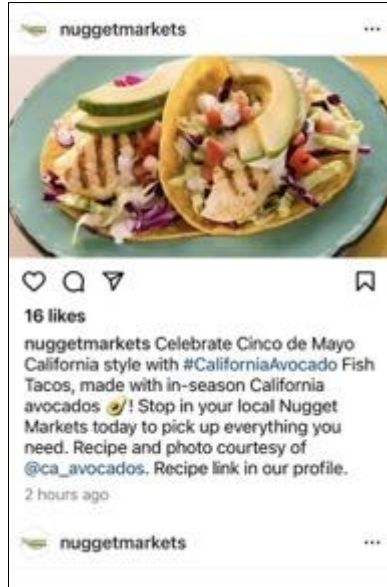 nuggetmarkets
16 likes
nuggetmarkets Celebrate Cinco de Mayo
California style with #CaliforniaAvocado Fish
Tacos, made with in-season California
avocados 🥑! Stop in your local Nugget
Markets today to pick up everything you
need. Recipe and photo courtesy of
@ca_avocados. Recipe link in our profile.
2 hours ago
nuggetmarkets